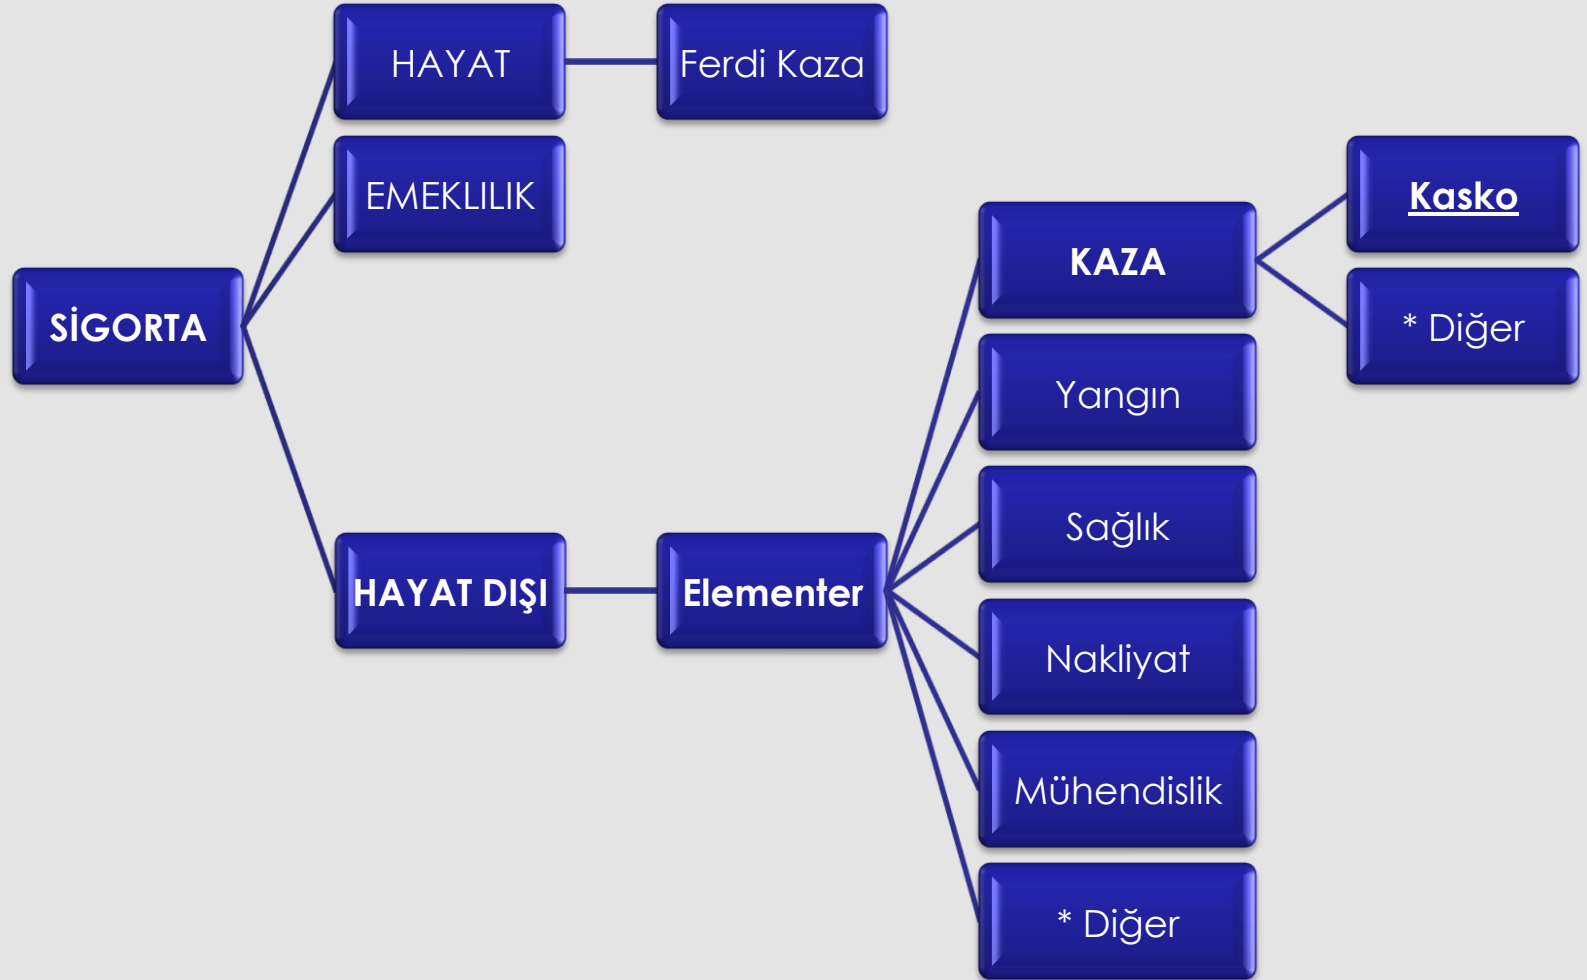 SİGORTA
HAYAT
Ferdi Kaza
EMEKLILIK
HAYAT DIŞI
Elementer
KAZA
Kasko
* Diğer
Yangın
Sağlık
Nakliyat
Mühendislik
* Diğer